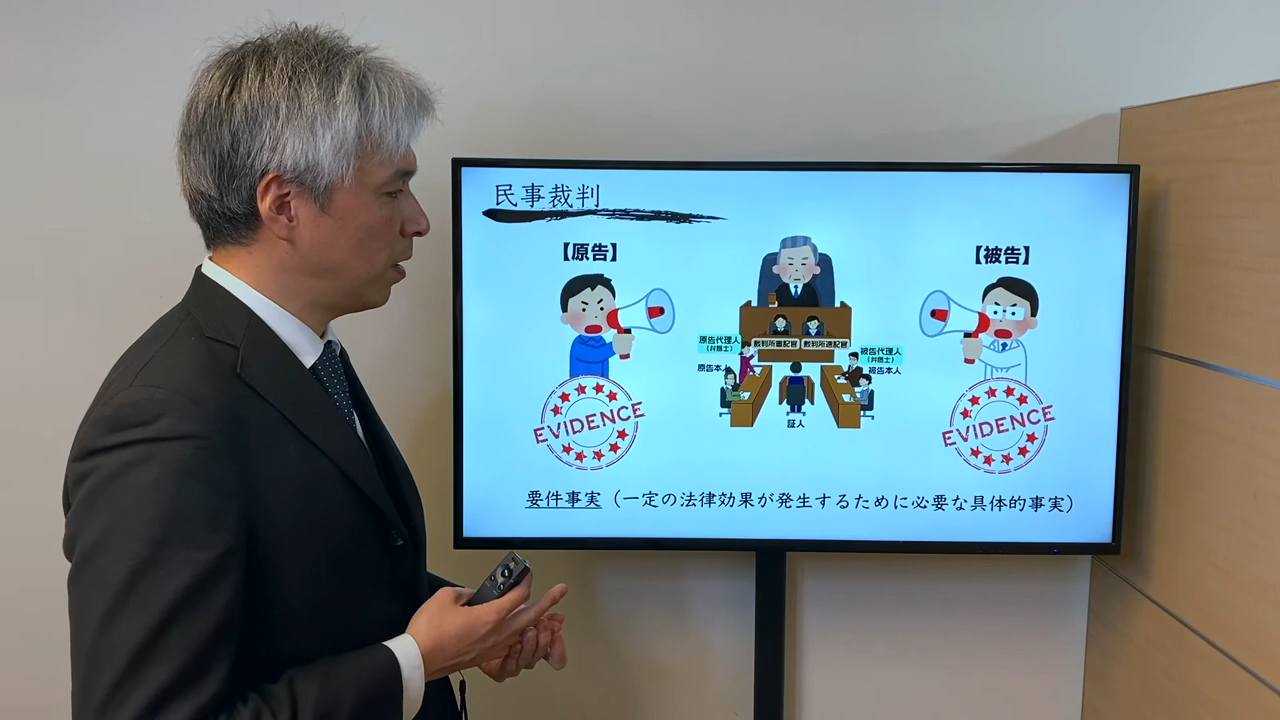 民事裁判
【原告】
【被告】
原告代理人
(弁護士)
原告本人
裁判所書記官
裁判所速記官
被告代理人
(弁護士)
被告本人
証人
EVIDENCE
EVIDENCE
要件事実（一定の法律効果が発生するために必要な具体的事実）